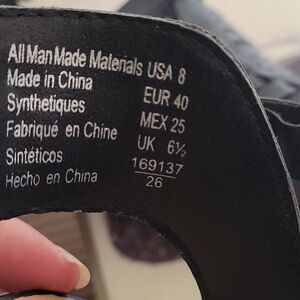 All Man Made Materials USA 8
Made in China EUR 40
Synthetiques MEX 25
Fabriqué en Chine UK 6½
Sintéticos 169137
Hecho en China 26